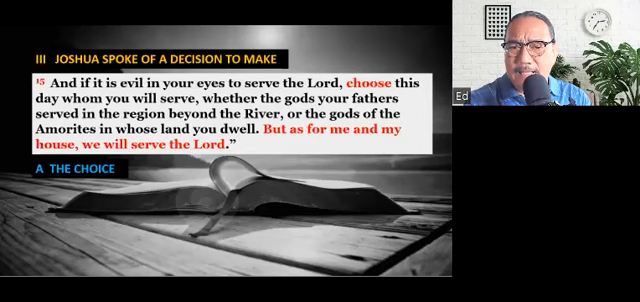 III JOSHUA SPOKE OF A DECISION TO MAKE
15 And if it is evil in your eyes to serve the Lord, choose this
day whom you will serve, whether the gods your fathers
served in the region beyond the River, or the gods of the
Amorites in whose land you dwell. But as for me and my
house, we will serve the Lord.”
A THE CHOICE
Ed